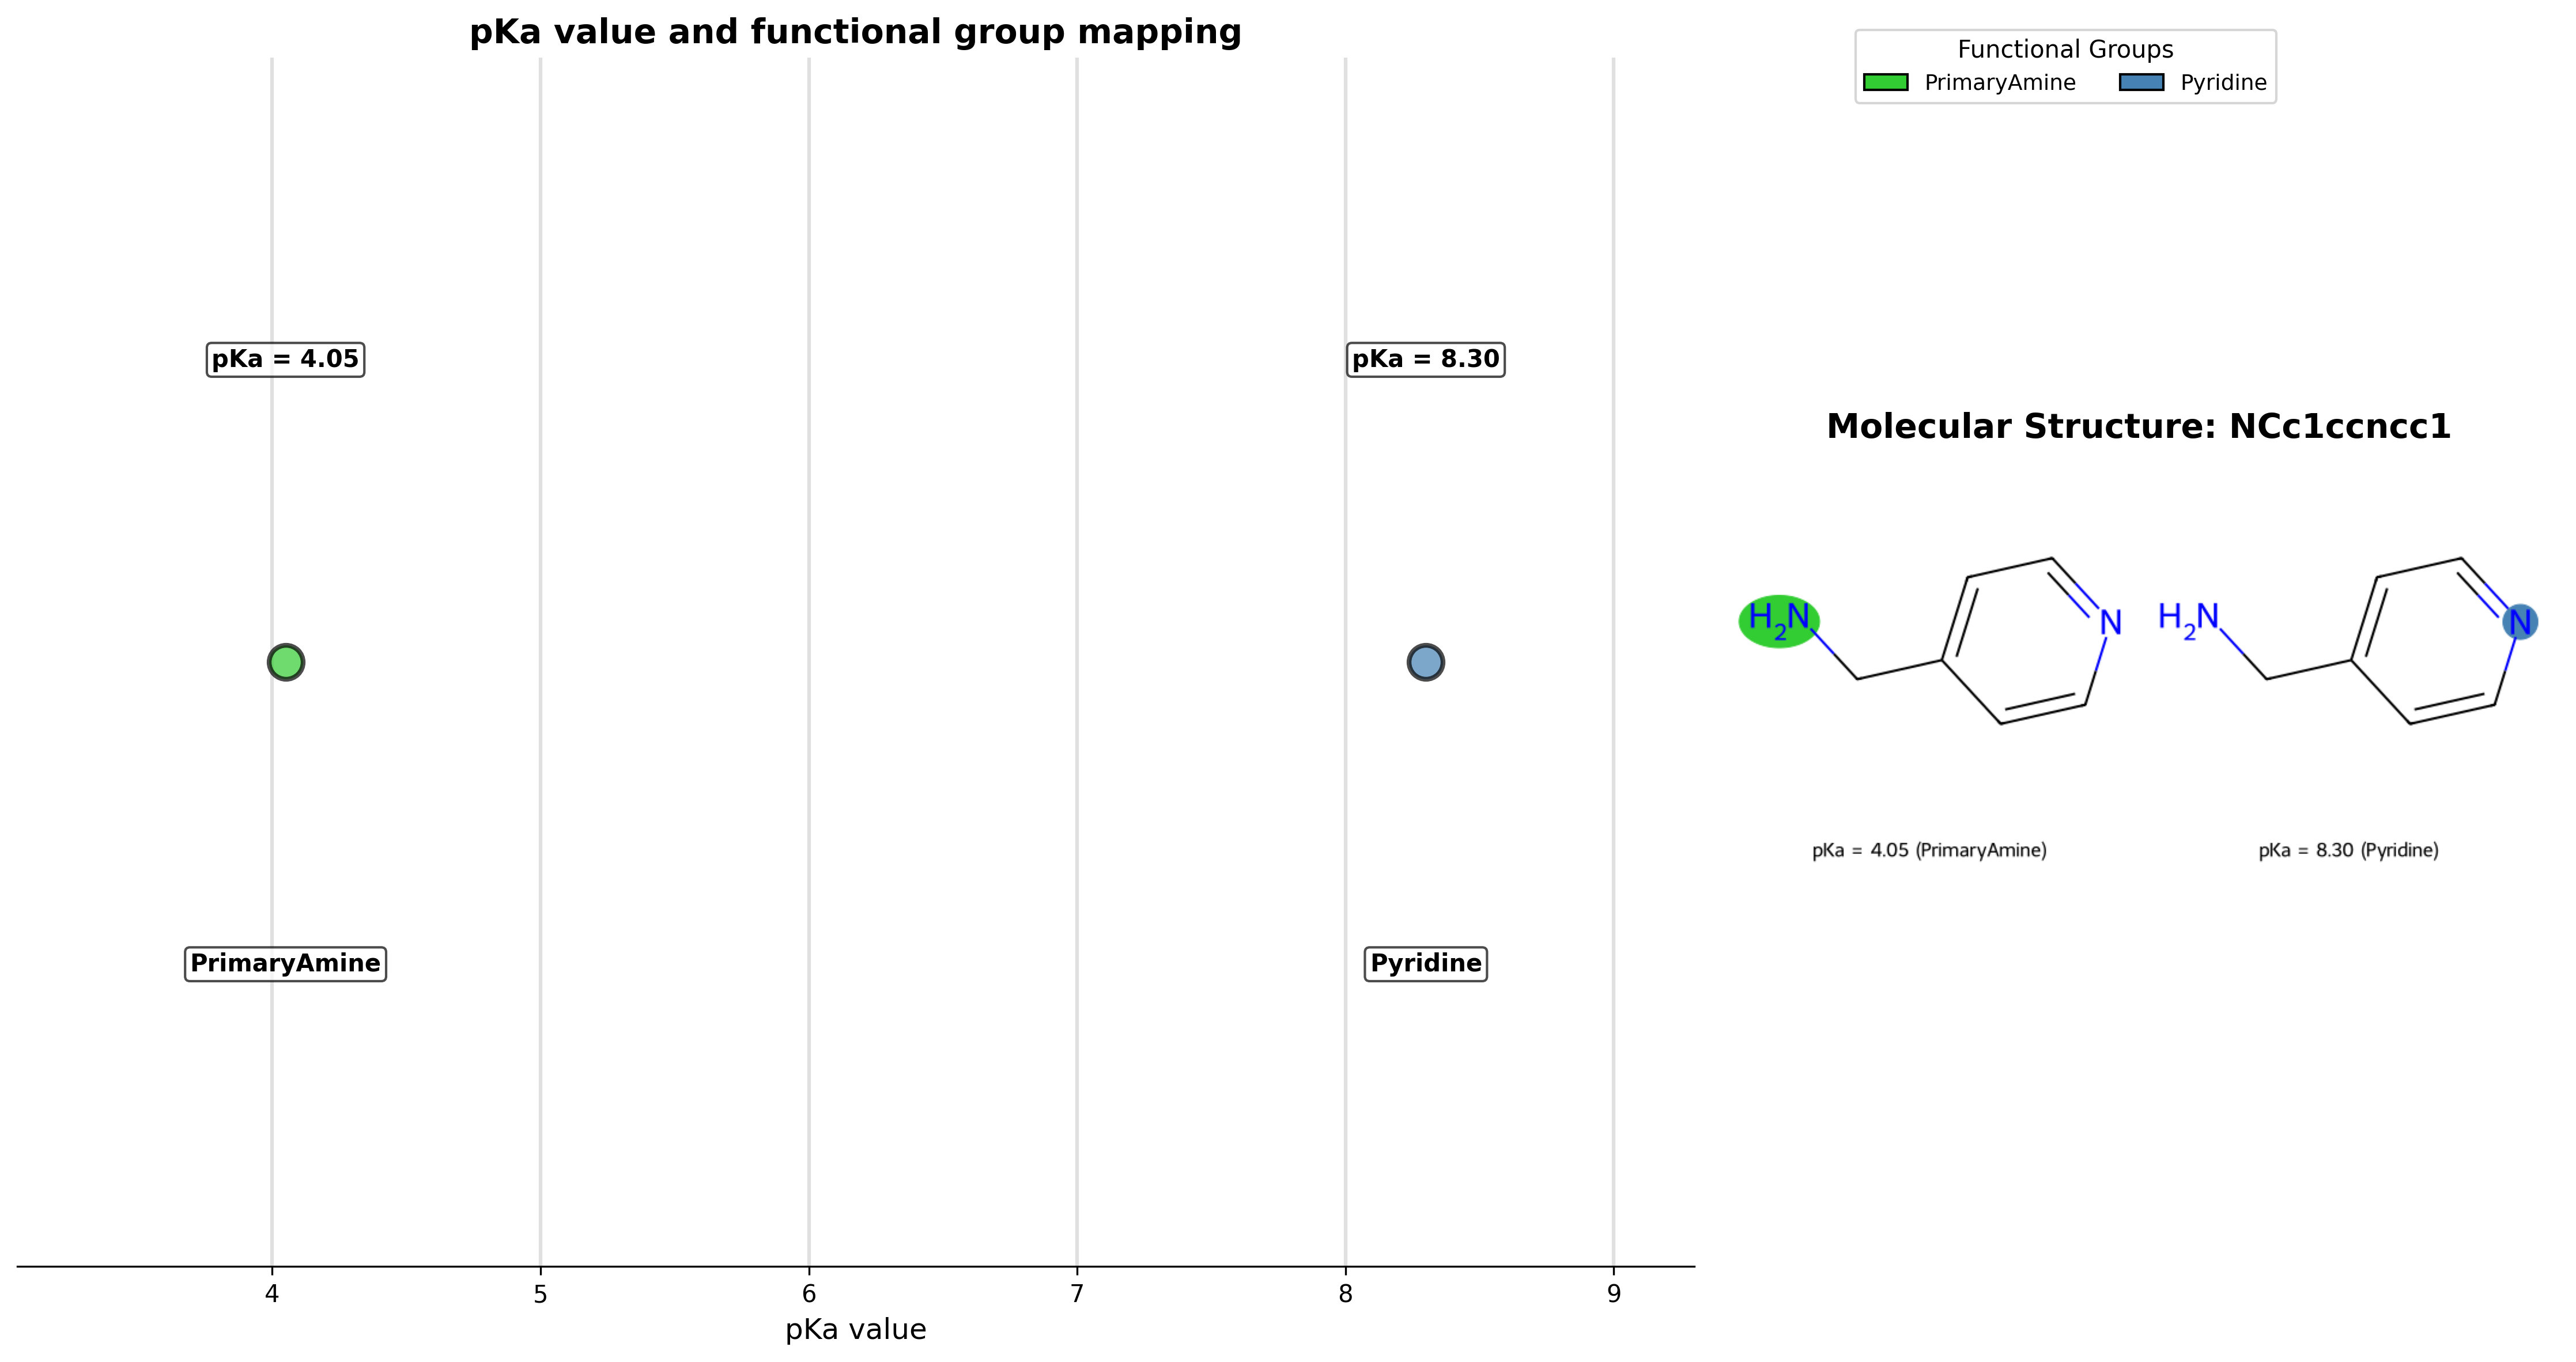 pKa value and functional group mapping
pKa = 4.05
pKa = 8.30
PrimaryAmine
Pyridine
4 5 6 7 8 9
pKa value
Functional Groups
PrimaryAmine Pyridine
Molecular Structure: NCc1ccncc1
H2N N H2N N
pKa = 4.05 (PrimaryAmine) pKa = 8.30 (Pyridine)